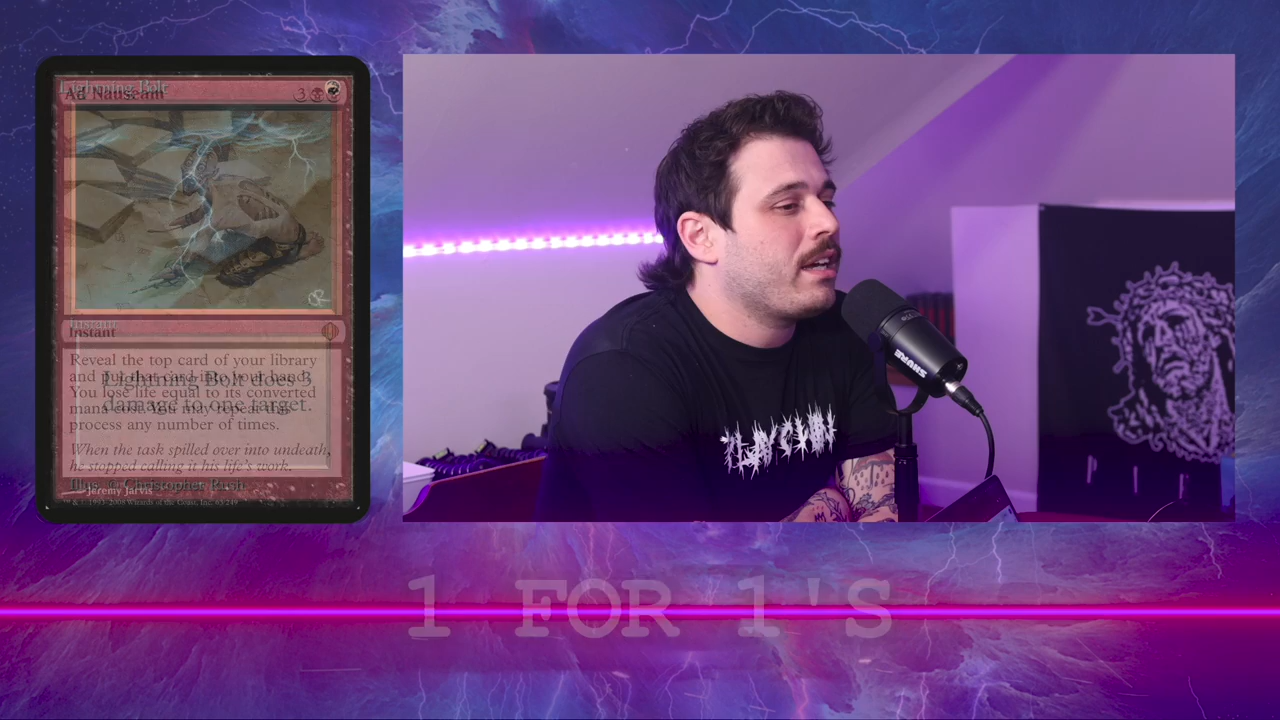 Lightning Bolt
Ad Nauseam
3
Instant
Instant
Reveal the top card of your library
and put that card into your hand.
You lose life equal to its converted
mana cost. You may repeat this
process any number of times.
Lightning Bolt does 3
damage to one target.
When the task spilled over into undeath,
he stopped calling it his life's work.
Illus. © Christopher Rush
Jeremy Jarvis
SHURE
1 FOR 1'S